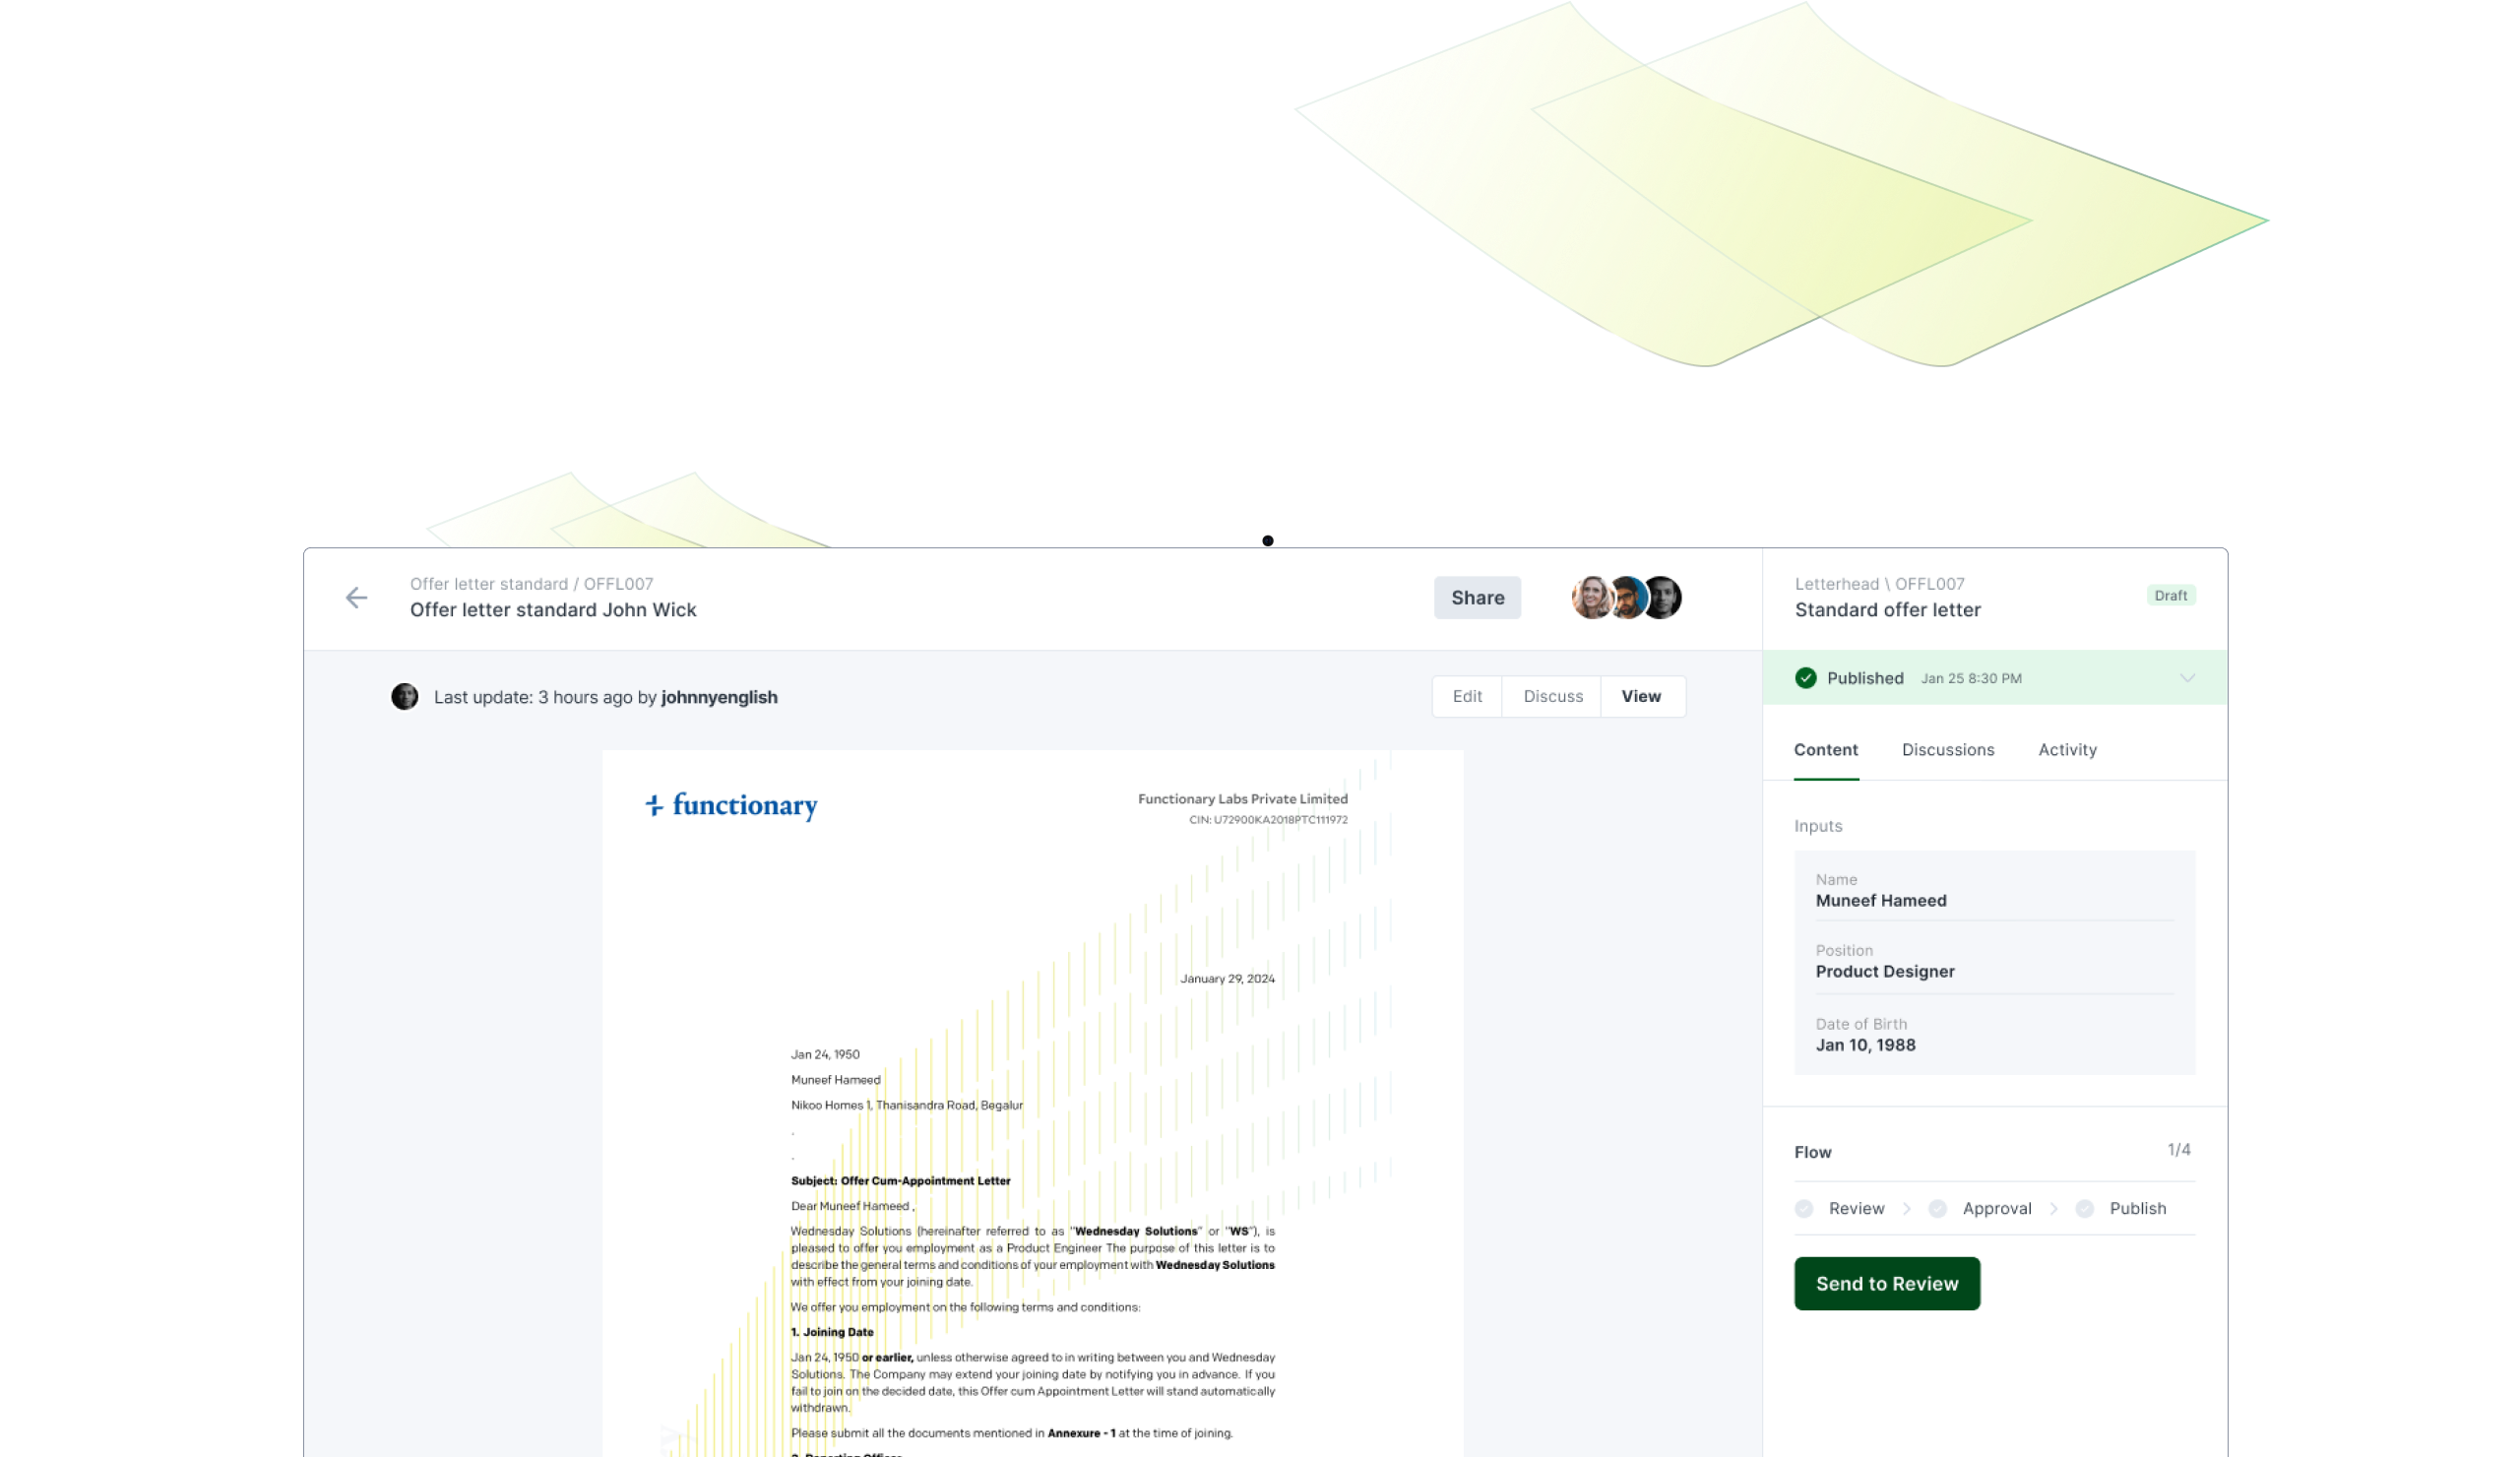 Offer letter standard / OFFL007
Offer letter standard John Wick
Share
Letterhead \ OFFL007
Standard offer letter
Draft
Last update: 3 hours ago by johnnyenglish
Edit
Discuss
View
Published Jan 25 8:30 PM
Content
Discussions
Activity
functionary
Functionary Labs Private Limited
CIN: U72900KA2018PTC111972
January 29, 2024
Jan 24, 1950
Muneef Hameed
Nikoo Homes 1, Thanisandra Road, Begalur
.
.
Subject: Offer Cum-Appointment Letter
Dear Muneef Hameed ,
Wednesday Solutions (hereinafter referred to as "Wednesday Solutions" or "WS"), is
pleased to offer you employment as a Product Engineer The purpose of this letter is to
describe the general terms and conditions of your employment with Wednesday Solutions
with effect from your joining date.
We offer you employment on the following terms and conditions:
1. Joining Date
Jan 24, 1950 or earlier, unless otherwise agreed to in writing between you and Wednesday
Solutions. The Company may extend your joining date by notifying you in advance. If you
fail to join on the decided date, this Offer cum Appointment Letter will stand automatically
withdrawn.
Please submit all the documents mentioned in Annexure - 1 at the time of joining.
Inputs
Name
Muneef Hameed
Position
Product Designer
Date of Birth
Jan 10, 1988
Flow
1/4
Review
Approval
Publish
Send to Review